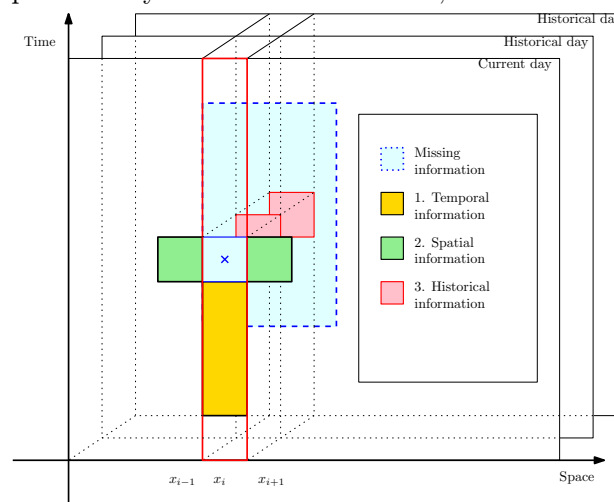 Historical da
Time
Historical day
Current day
Missing
information
1. Temporal
information
2. Spatial
information
3. Historical
information
x_{i−1} x_i x_{i+1}
Space